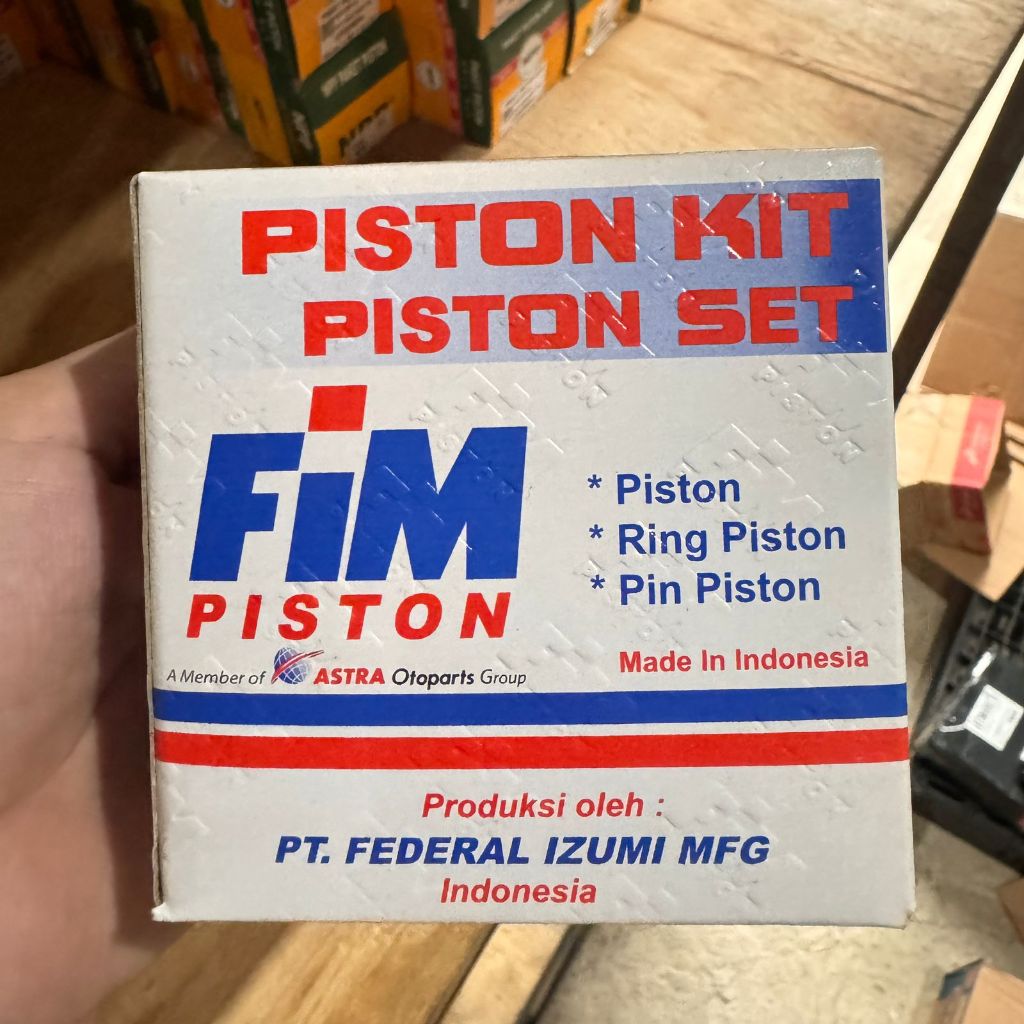 PISTON KIT
PISTON SET
FiM
PISTON
A Member of ASTRA Otoparts Group
* Piston
* Ring Piston
* Pin Piston
Made In Indonesia
Produksi oleh :
PT. FEDERAL IZUMI MFG
Indonesia